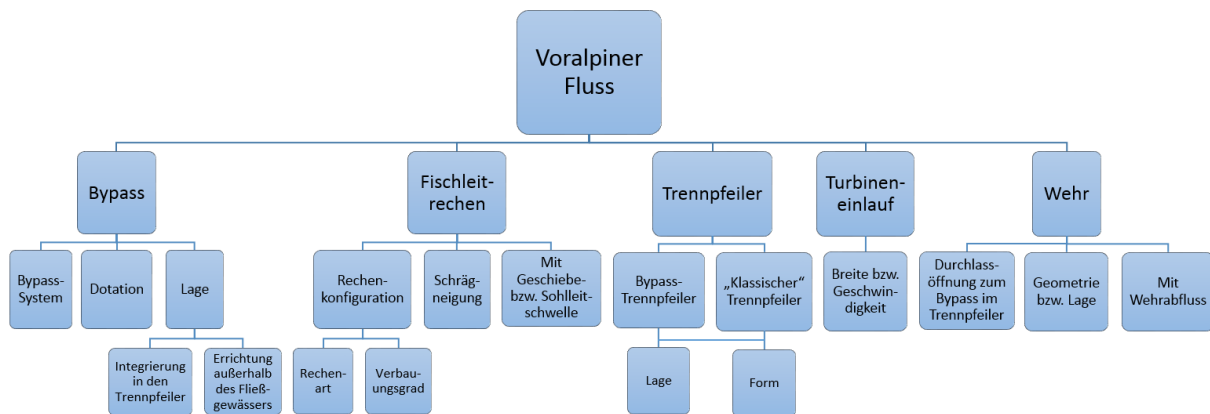 Voralpiner
Fluss
Bypass
Fischleit-
rechen
Trennpfeiler
Turbinen-
einlauf
Wehr
Bypass-
System
Dotation
Lage
Rechen-
konfiguration
Schräg-
neigung
Mit
Geschiebe-
bzw. Sohlleit-
schwelle
Bypass-
Trennpfeiler
„Klassischer“
Trennpfeiler
Breite bzw.
Geschwin-
digkeit
Durchlass-
öffnung zum
Bypass im
Trennpfeiler
Geometrie
bzw. Lage
Mit
Wehrabfluss
Integrierung
in den
Trennpfeiler
Errichtung
außerhalb
des Fließ-
gewässers
Rechen-
art
Verbau-
uungsgrad
Lage
Form